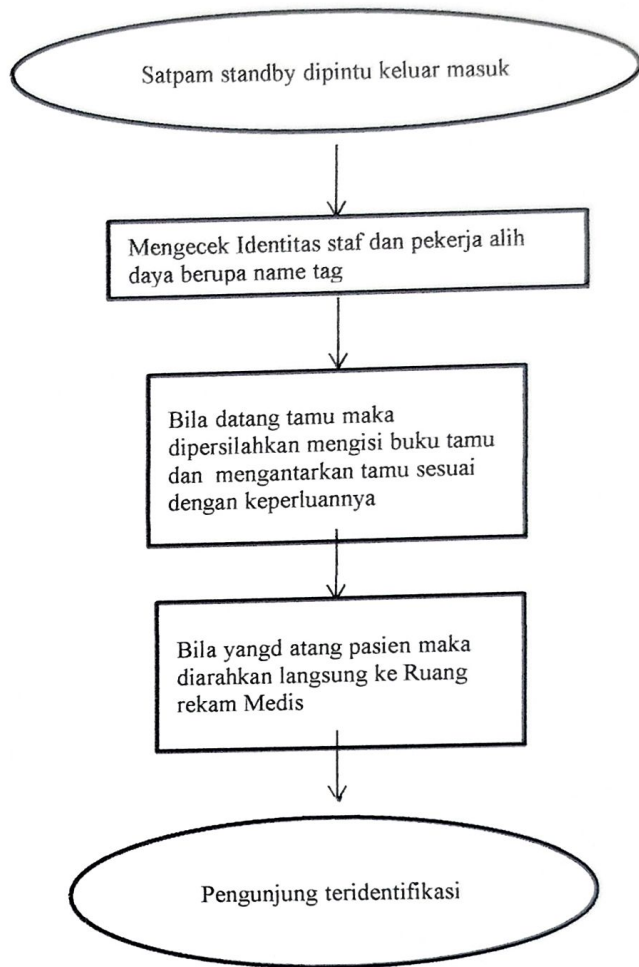 Satpam standby dipintu keluar masuk
Mengecek Identitas staf dan pekerja alih
daya berupa name tag
Bila datang tamu maka
dipersilahkan mengisi buku tamu
dan mengantarkan tamu sesuai
dengan keperluannya
Bila yangd atang pasien maka
diarahkan langsung ke Ruang
rekam Medis
Pengunjung teridentifikasi